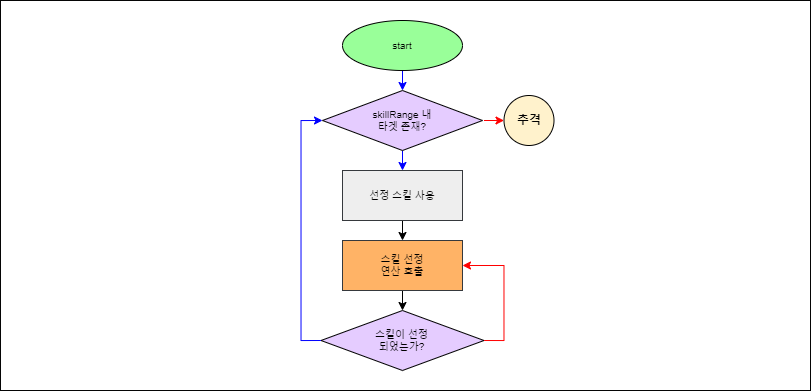 start
skillRange 내
타겟 존재?
추격
선정 스킬 사용
스킬 선정
연산 호출
스킬이 선정
되었는가?